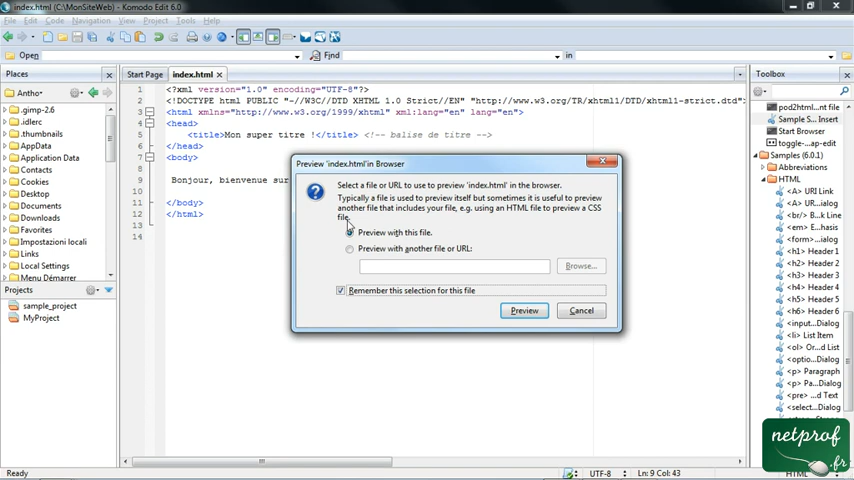 index.html (C:\MonSiteWeb) - Komodo Edit 6.0
File Edit Code Navigation View Project Tools Help
Open Find in
Places
Start Page index.html
Toolbox
Antho
.gimp-2.6
.idlerc
.thumbnails
AppData
Application Data
Contacts
Cookies
Desktop
Documents
Downloads
Favorites
Impostazioni locali
Links
Local Settings
Menu Démarrer
Projects
sample_project
MyProject
1 <?xml version="1.0" encoding="UTF-8"?>
2 <!DOCTYPE html PUBLIC "-//W3C//DTD XHTML 1.0 Strict//EN" "http://www.w3.org/TR/xhtml1/DTD/xhtml1-strict.dtd">
3 <html xmlns="http://www.w3.org/1999/xhtml" xml:lang="en" lang="en">
4 <head>
5 <title>Mon super titre !</title> <!-- balise de titre -->
6 </head>
7 <body>
8
9 Bonjour, bienvenue sur
10
11 </body>
12 </html>
13
14
Preview 'index.html'in Browser
Select a file or URL to use to preview 'index.html' in the browser.
Typically a file is used to preview itself but sometimes it is useful to preview
another file that includes your file, e.g. using an HTML file to preview a CSS
file.
Preview with this file.
Preview with another file or URL:
Browse...
Remember this selection for this file
Preview Cancel
pod2html...nt file
Sample S... Insert
Start Browser
toggle-...ap-edit
Samples (6.0.1)
Abbreviations
HTML
<A> URI Link
<A> U...ialog
<br/> B...ialog
<em> ...mphasis
<form>...ialog
<h1> Header 1
<h2> Header 2
<h3> Header 3
<h4> Header 4
<h5> Header 5
<h6> Header 6
<input...Dialog
<li> List Item
<ol> Or...d List
<optio...Dialog
<p> Paragraph
<p> Pa...Dialog
<pre> ...d Text
<select...Dialog
netprof
.fr
Ready
UTF-8 Ln: 9 Col: 43 HTML